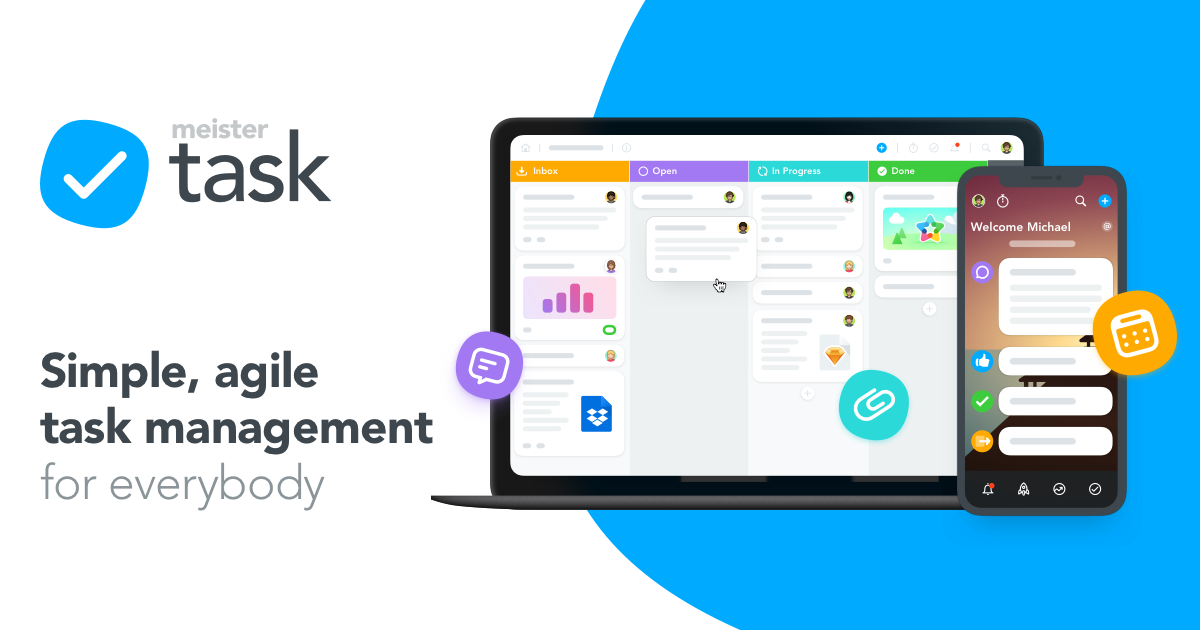 meister
task
Simple, agile
task management
for everybody
Inbox
Open
In Progress
Done
Welcome Michael